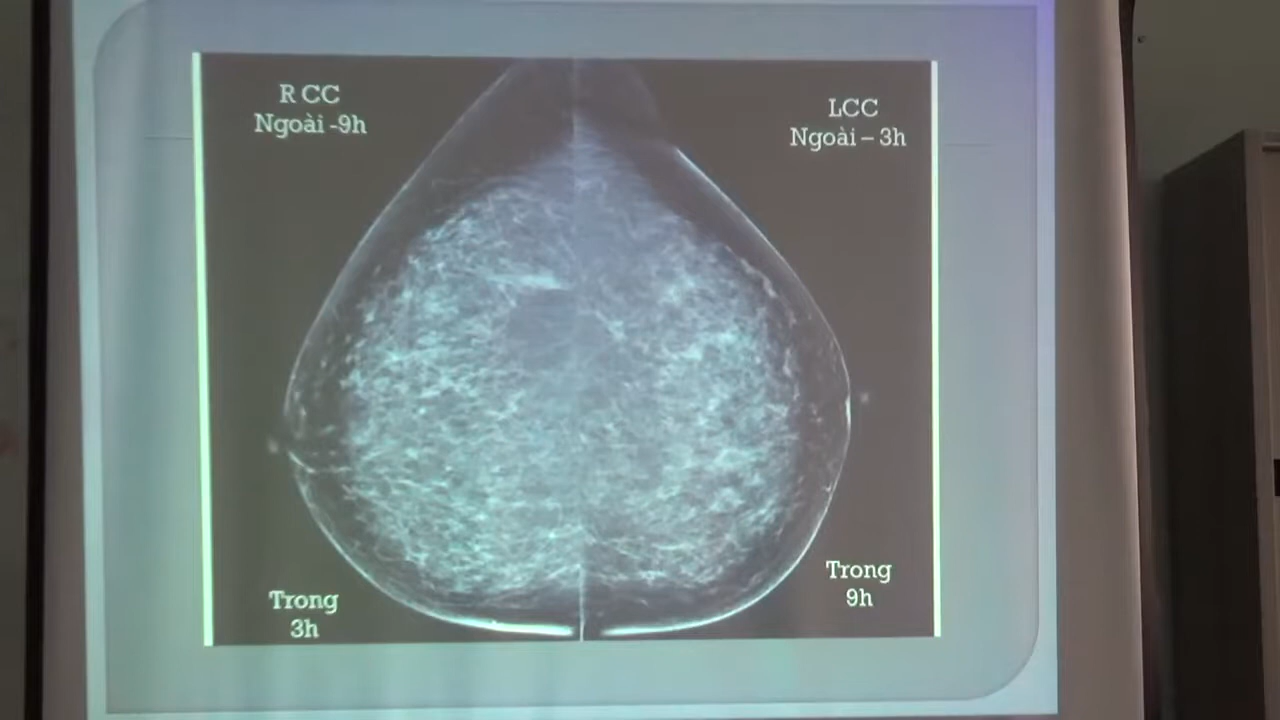 R CC
Ngoài -9h
LCC
Ngoài – 3h
Trong
3h
Trong
9h